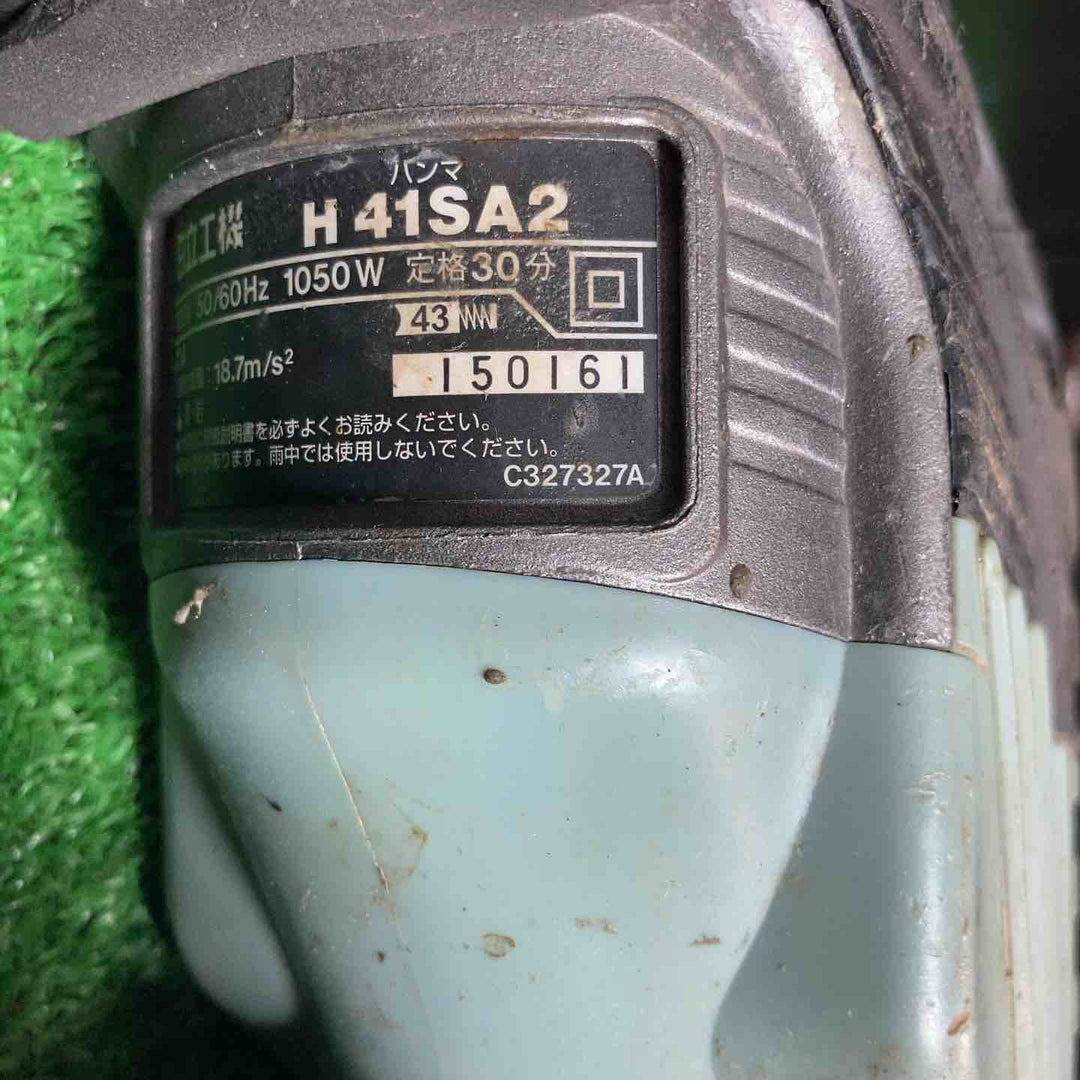 ハンマ
立工機 H 41SA2
50/60Hz 1050W 定格30分
43
: 18.7m/s²
150161
明書を必ずよくお読みください。
あります。雨中では使用しないでください。
C327327A